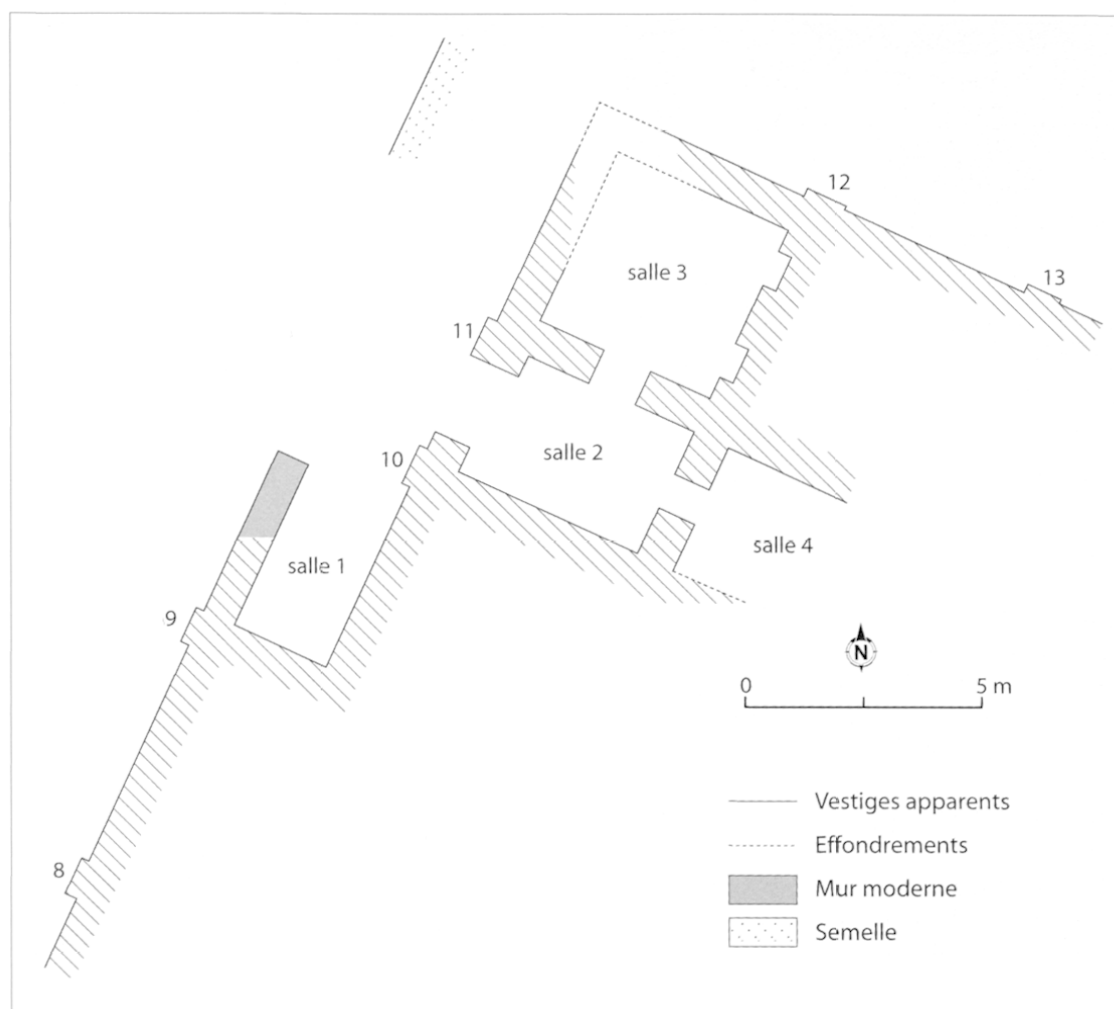 12
13
salle 3
11
salle 2
10
salle 4
salle 1
9
N
0 5 m
8
Vestiges apparents
Effondrements
Mur moderne
Semelle